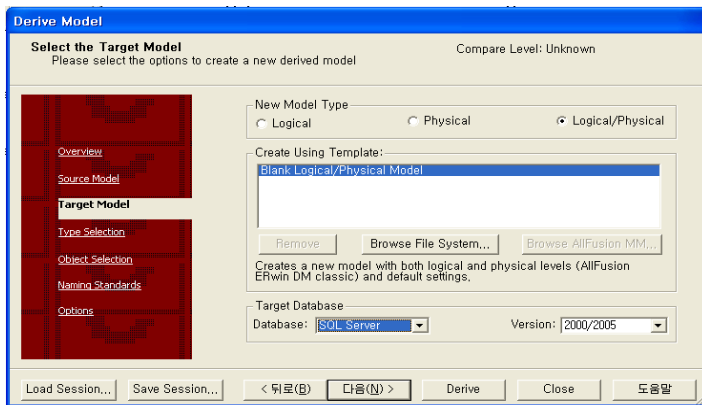 Derive Model
Select the Target Model
Compare Level: Unknown
Please select the options to create a new derived model
New Model Type
Logical
Physical
Logical/Physical
Overview
Source Model
Target Model
Type Selection
Object Selection
Naming Standards
Options
Create Using Template:
Blank Logical/Physical Model
Remove
Browse File System...
Browse AllFusion MM...
Creates a new model with both logical and physical levels (AllFusion
ERwin DM classic) and default settings.
Target Database
Database: SQL Server
Version: 2000/2005
Load Session...
Save Session...
< 뒤로(B)
다음(N) >
Derive
Close
도움말